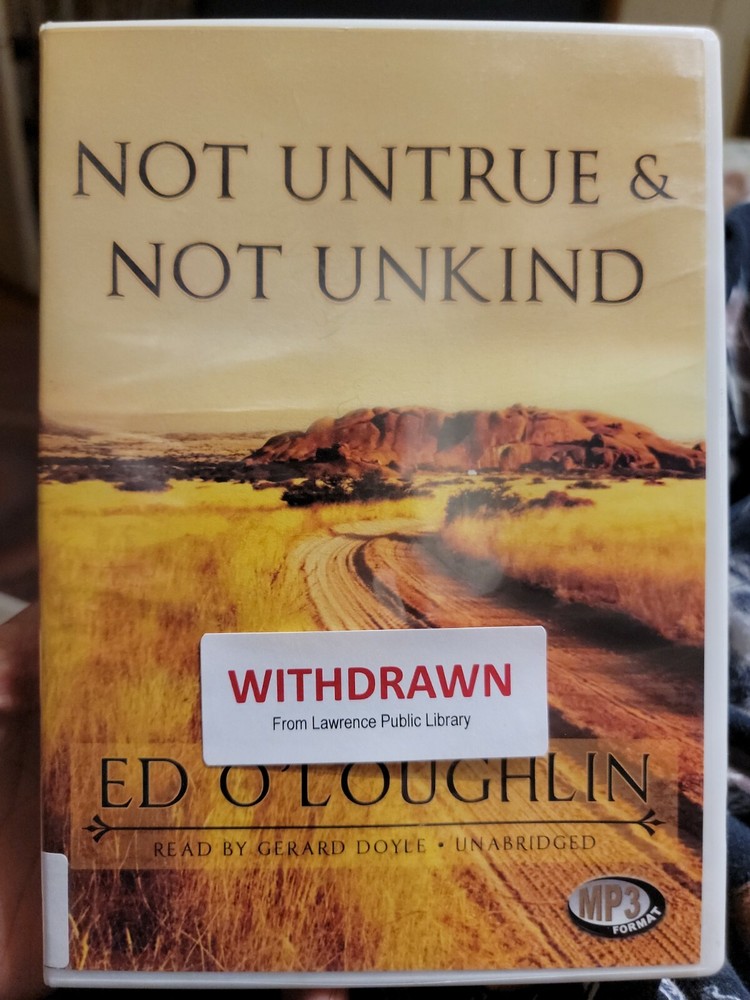 NOT UNTRUE &
NOT UNKIND
WITHDRAWN
From Lawrence Public Library
ED O'LOUGHLIN
READ BY GERARD DOYLE • UNABRIDGED
MP3
FORMAT